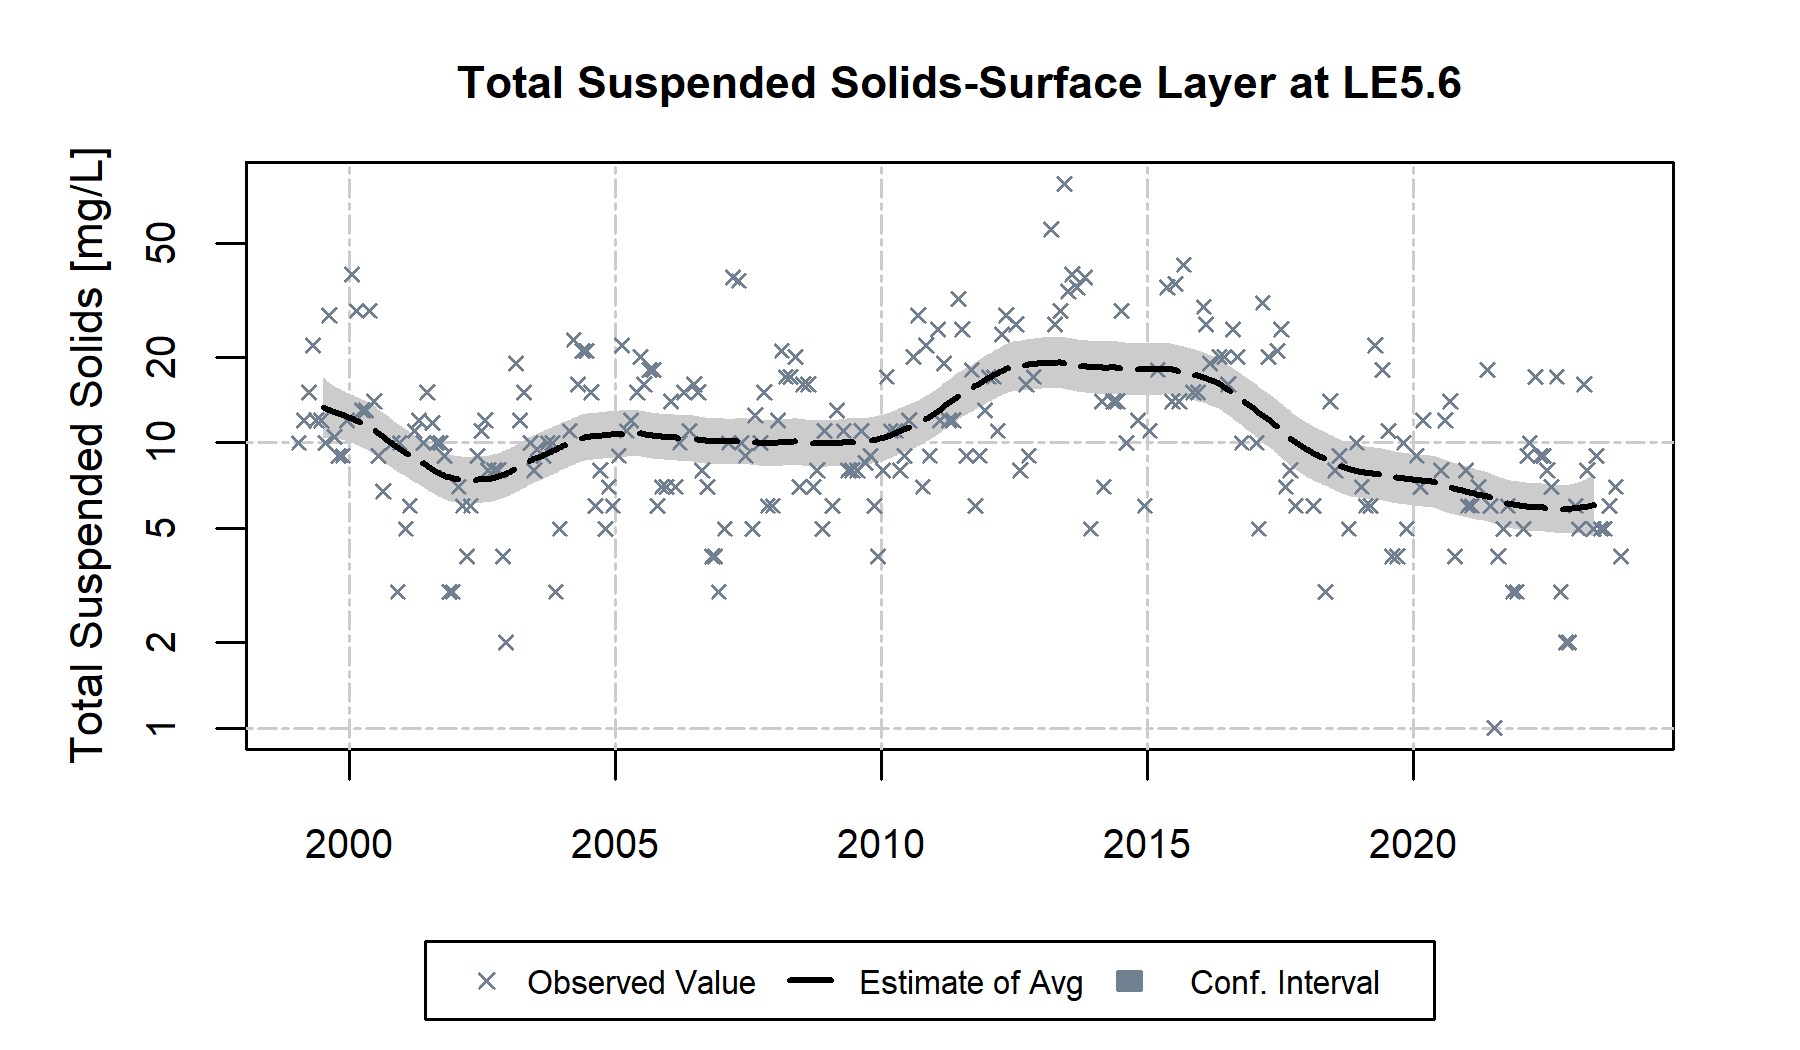 Total Suspended Solids-Surface Layer at LE5.6
Total Suspended Solids [mg/L]
50
20
10
5
2
1
2000 2005 2010 2015 2020
Observed Value Estimate of Avg Conf. Interval